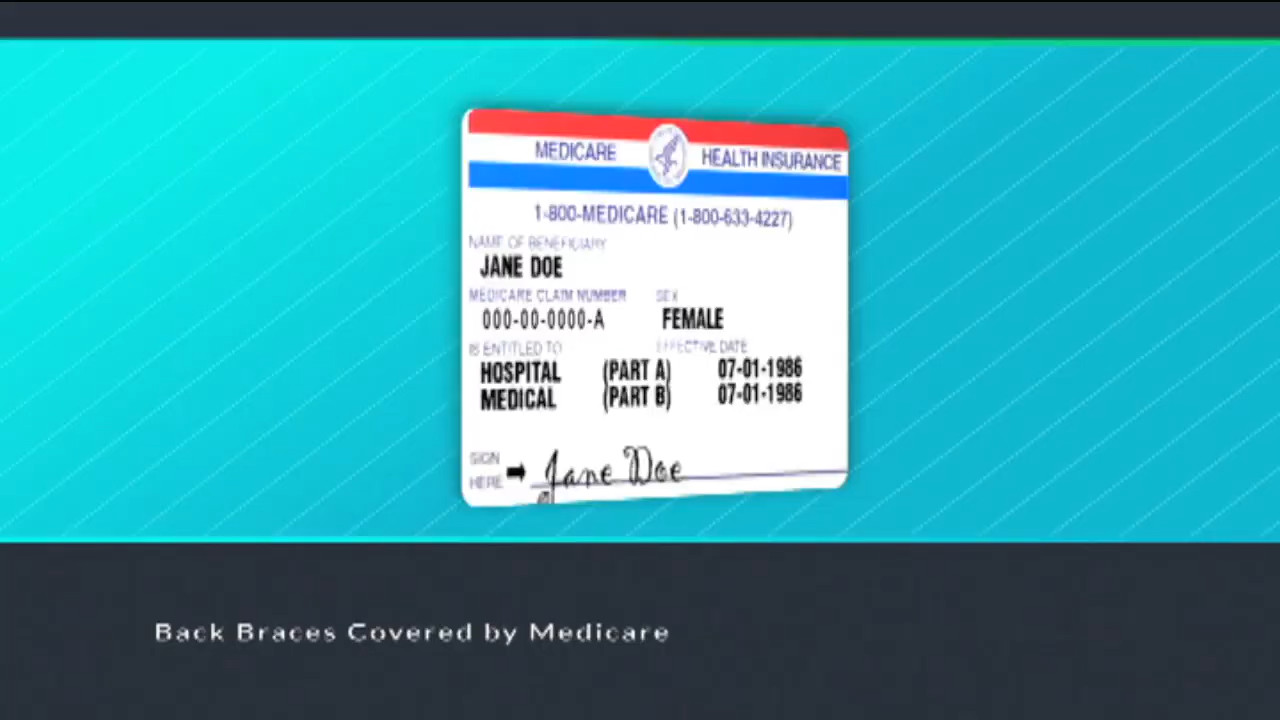 MEDICARE HEALTH INSURANCE
1-800-MEDICARE (1-800-633-4227)
NAME OF BENEFICIARY
JANE DOE
MEDICARE CLAIM NUMBER SEX
000-00-0000-A FEMALE
IS ENTITLED TO EFFECTIVE DATE
HOSPITAL (PART A) 07-01-1986
MEDICAL (PART B) 07-01-1986
SIGN
HERE Jane Doe
Back Braces Covered by Medicare